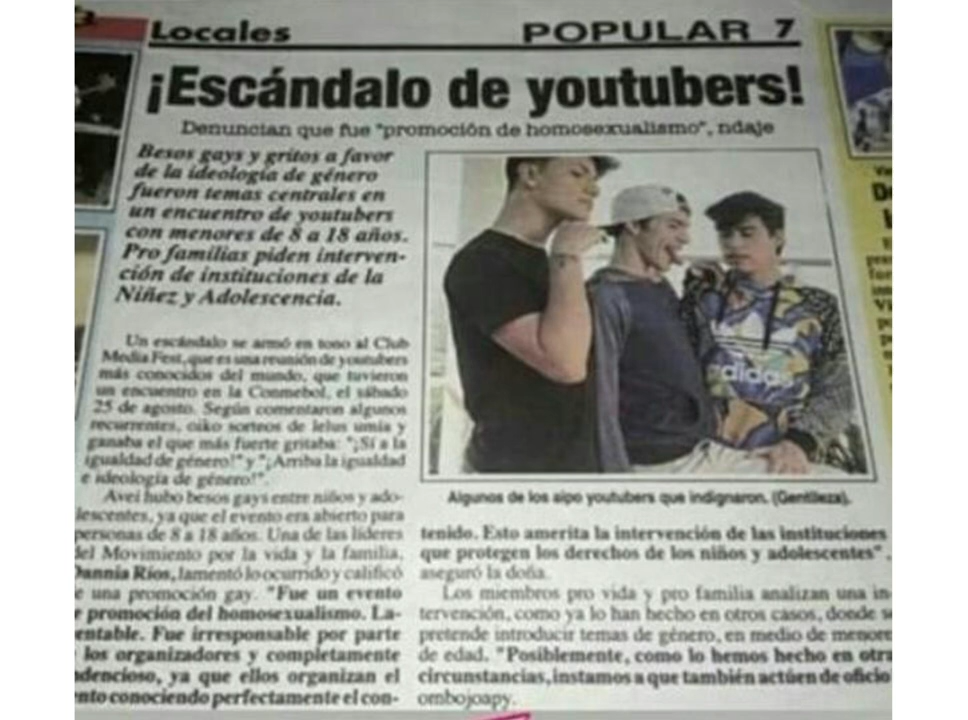 Locales
POPULAR 7
¡Escándalo de youtubers!
Denuncian que fue "promoción de homosexualismo", ndaje
Besos gays y gritos a favor
de la ideología de género
fueron temas centrales en
un encuentro de youtubers
con menores de 8 a 18 años.
Pro familias piden interven-
ción de instituciones de la
Niñez y Adolescencia.
Un escándalo se armó en tono al Club
Media Fest, que es una reunión de youtubers
más conocidos del mundo, que tuvieron
un encuentro en la Conmebol, el sábado
25 de agosto. Según comentaron algunos
recurrentes, oiko sorteos de lelus umía y
ganaba el que más fuerte gritaba: "¡Sí a la
igualdad de género!" y "¡Arriba la igualdad
e ideología de género!".
Avei hubo besos gays entre niños y ado-
lescentes, ya que el evento era abierto para
personas de 8 a 18 años. Una de las líderes
del Movimiento por la vida y la familia,
Dannia Ríos, lamentó lo ocurrido y calificó
una promoción gay. "Fue un evento
promoción del homosexualismo. La-
entable. Fue irresponsable por parte
los organizadores y completamente
dencioso, ya que ellos organizan el
nto conociendo perfectamente el con-
adidas
Algunos de los aipo youtubers que indignaron. (Gentileza).
tenido. Esto amerita la intervención de las instituciones
que protegen los derechos de los niños y adolescentes",
aseguró la doña.
Los miembros pro vida y pro familia analizan una in-
tervención, como ya lo han hecho en otros casos, donde se
pretende introducir temas de género, en medio de menore
de edad. "Posiblemente, como lo hemos hecho en otra
circunstancias, instamos a que también actúen de oficio
ombojoapy.